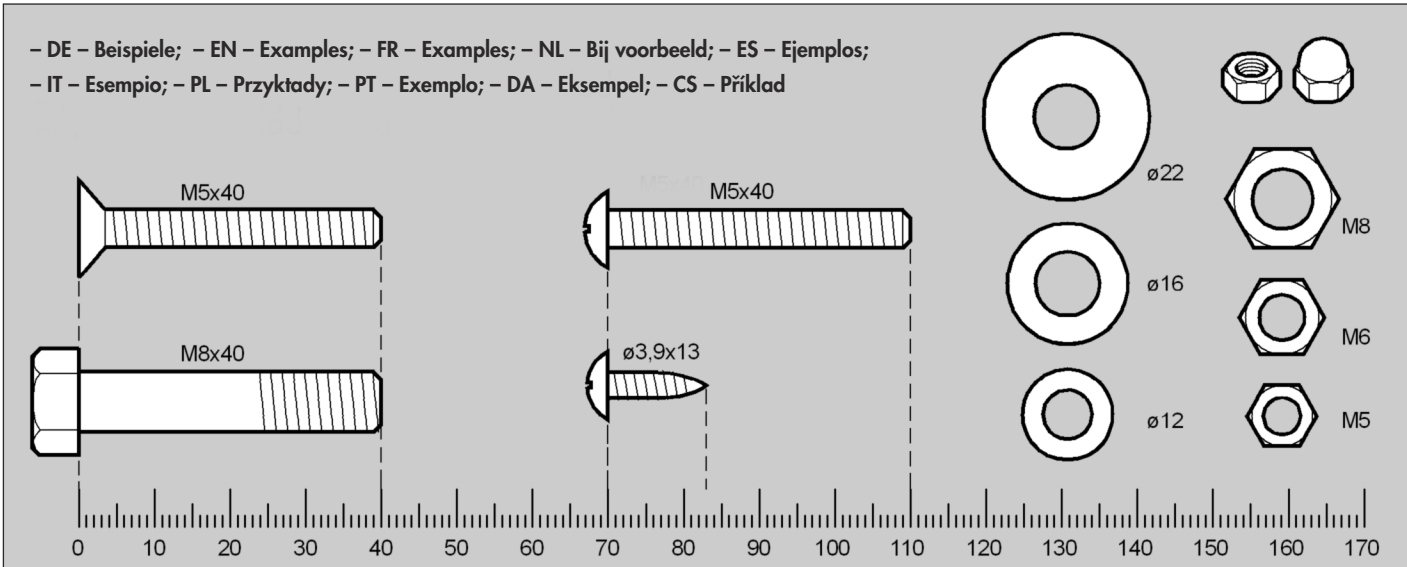 – DE – Beispiele; – EN – Examples; – FR – Examples; – NL – Bij voorbeeld; – ES – Ejemplos;
– IT – Esempio; – PL – Przyktady; – PT – Exemplo; – DA – Eksempel; – CS – Příklad
M5x40
M5x40
ø22
M8
M8x40
ø3,9x13
ø16
M6
ø12
M5
0 10 20 30 40 50 60 70 80 90 100 110 120 130 140 150 160 170